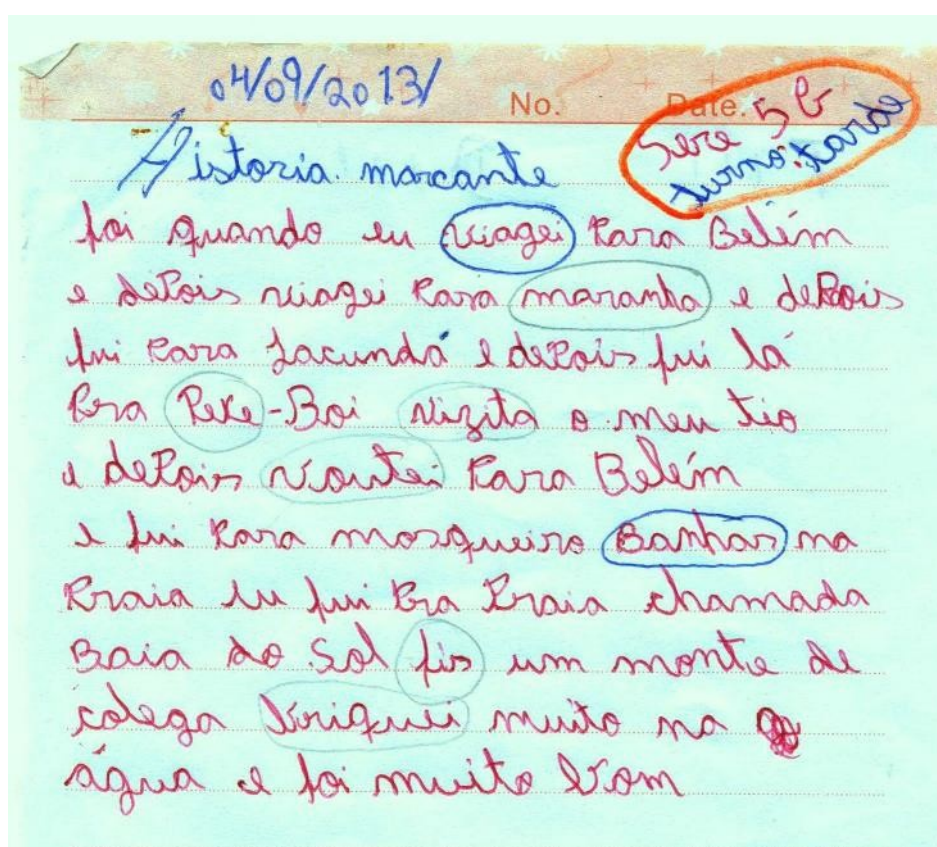 04/09/2013/
No. Date.
Sere 5 B
turno: tarde
Historia marcante
foi quando eu viagei para Belém
e depois viagei para maranha e depois
fui para Jacundá e depois fui lá
pra Pexe-Boi vizita o meu tio
e depois voutei para Belém
e fui para mosqueiro Banhar na
Praia eu fui pra Praia chamada
Baia do Sol fis um monte de
colega briquei muito na
água e foi muito bom